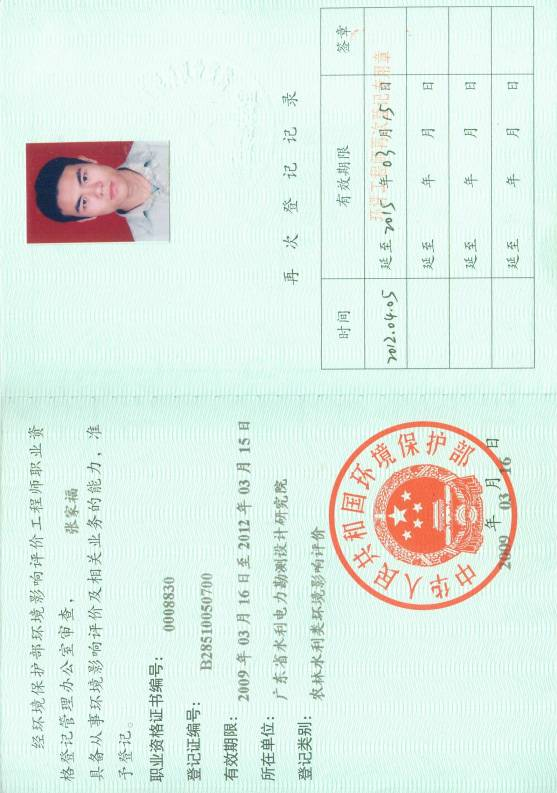 经环境保护部环境影响评价工程师职业资
格登记管理办公室审查，张家福
具备从事环境影响评价及相关业务的能力，准
予登记。
职业资格证书编号：0008830
登记证编号：B28510050700
有效期限：2009 年 03 月 16 日至 2012 年 03 月 15 日
所在单位：广东省水利电力勘测设计研究院
登记类别：农林水利类环境影响评价
中华人民共和国环境保护部
2009 年 03 月 16 日
再次登记记录
时间 有效期限 签章
2012.04.05 延至 2015 年 03 月 15 日
延至 年 月 日
延至 年 月 日
延至 年 月 日